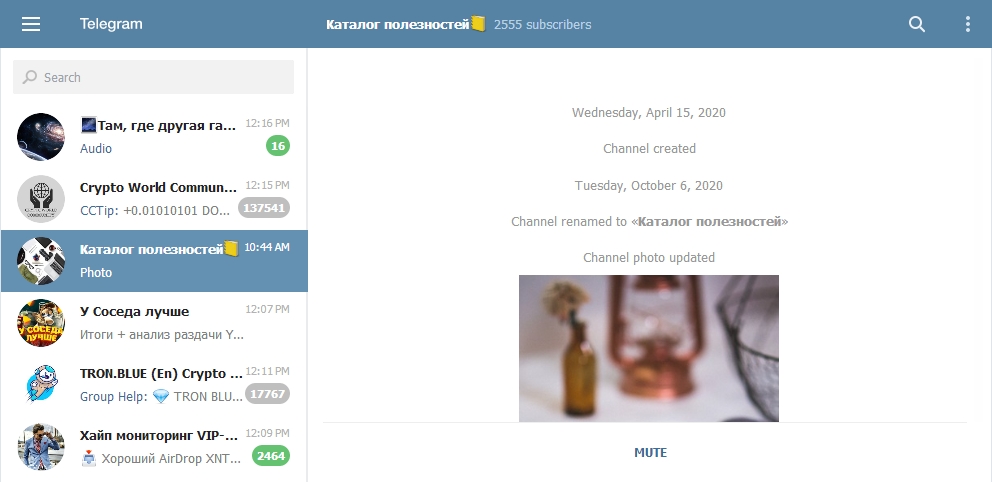 Telegram
Каталог полезностей 2555 subscribers
Search
Там, где другая га... 12:16 PM
Audio 16
Crypto World Commun... 12:15 PM
CCTip: +0.01010101 DO... 137541
Каталог полезностей 10:44 AM
Photo
У Соседа лучше 12:07 PM
Итоги + анализ раздачи Y...
TRON.BLUE (En) Crypto ... 12:11 PM
Group Help: 💎 TRON BLU... 17767
Хайп мониторинг VIP-... 12:09 PM
Хороший AirDrop XNT... 2464
Wednesday, April 15, 2020
Channel created
Tuesday, October 6, 2020
Channel renamed to «Каталог полезностей»
Channel photo updated
MUTE
У СОСЕДА
ЛУЧШЕ